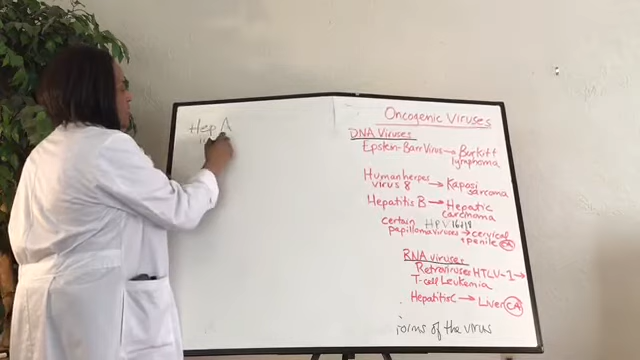 Hep A
Oncogenic Viruses
DNA Viruses
Epstein-Barr Virus → Burkitt
lymphoma
Human herpes
virus 8 → Kaposi
sarcoma
Hepatitis B → Hepatic
carcinoma
certain HPV 16+18
papillomaviruses → cervical
+ penile CA
RNA viruses
Retroviruses HTLV-1 →
T-cell Leukemia
Hepatitis C → Liver CA
forms of the virus